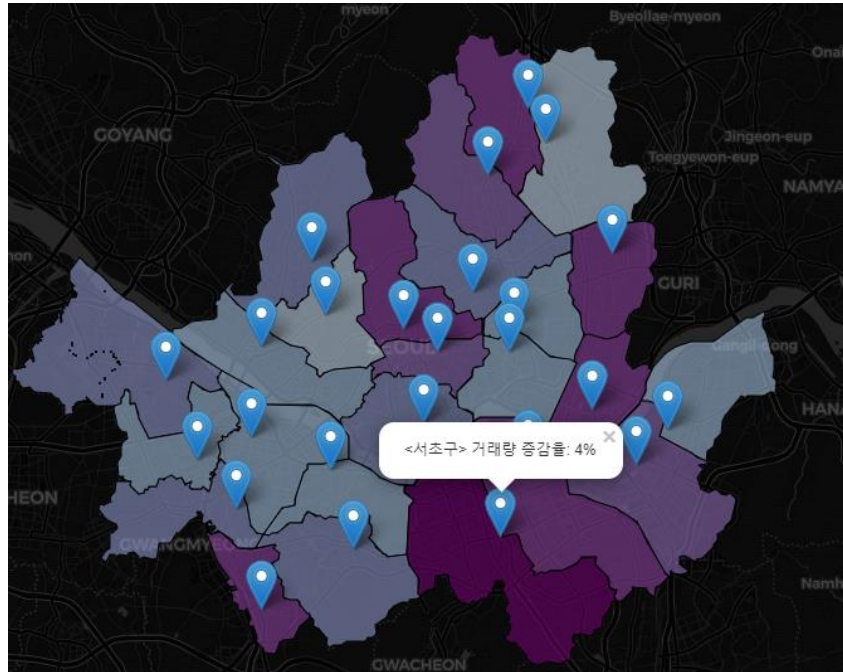 myeon
Byeollae-myeon
Onai
GOYANG
Jingeon-eup
Toegyewon-eup
NAMYA
GURI
SEOUL
Gangil-dong
HANA
<서초구> 거래량 증감율: 4%
×
HEON
GWANGMYEONG
Namh
GWACHEON